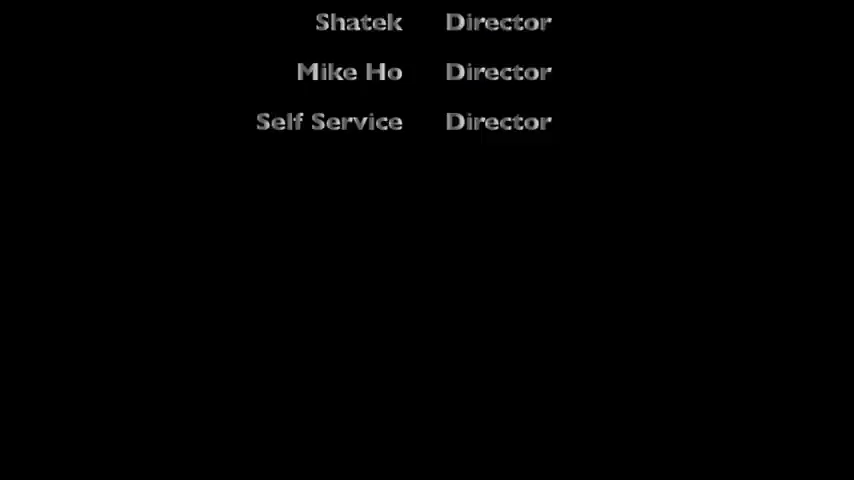 Shatek Director
Mike Ho Director
Self Service Director